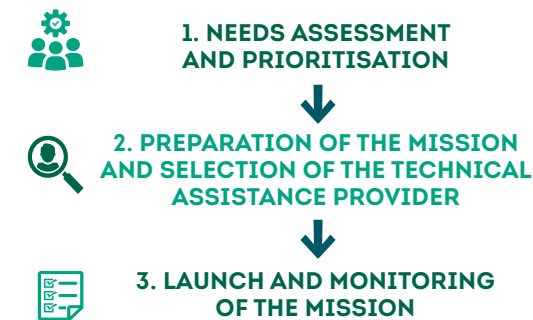 1. NEEDS ASSESSMENT
AND PRIORITISATION
2. PREPARATION OF THE MISSION
AND SELECTION OF THE TECHNICAL
ASSISTANCE PROVIDER
3. LAUNCH AND MONITORING
OF THE MISSION